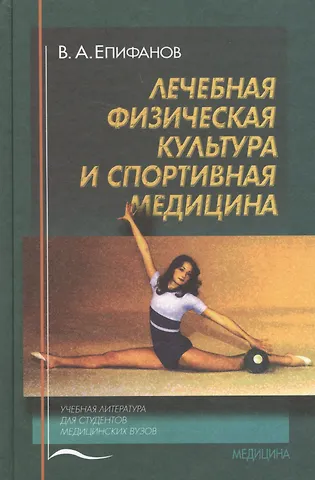 В. А. ЕПИФАНОВ
ЛЕЧЕБНАЯ
ФИЗИЧЕСКАЯ
КУЛЬТУРА
И СПОРТИВНАЯ
МЕДИЦИНА
УЧЕБНАЯ ЛИТЕРАТУРА
ДЛЯ СТУДЕНТОВ
МЕДИЦИНСКИХ ВУЗОВ
МЕДИЦИНА